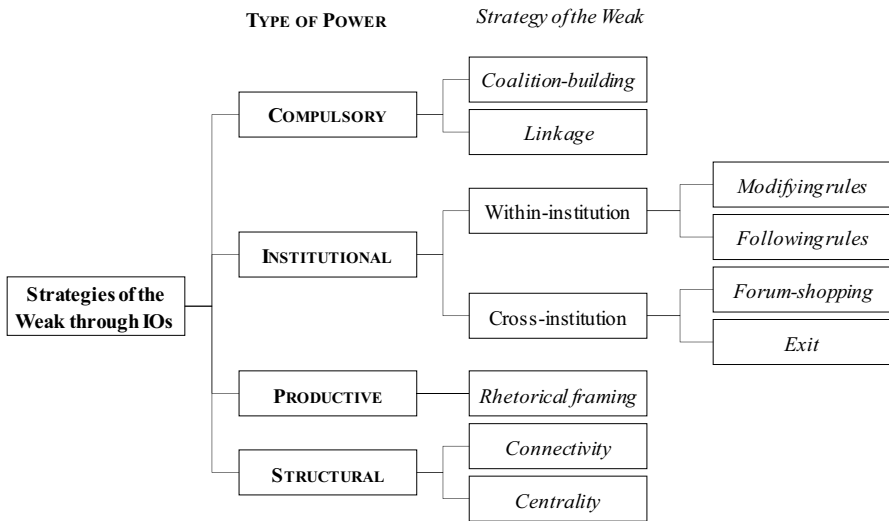 TYPE OF POWER
Strategy of the Weak
Coalition-building
COMPULSORY
Linkage
Modifying rules
Within-institution
Following rules
INSTITUTIONAL
Forum-shopping
Strategies of the
Weak through IOs
Cross-institution
Exit
PRODUCTIVE
Rhetorical framing
Connectivity
STRUCTURAL
Centrality